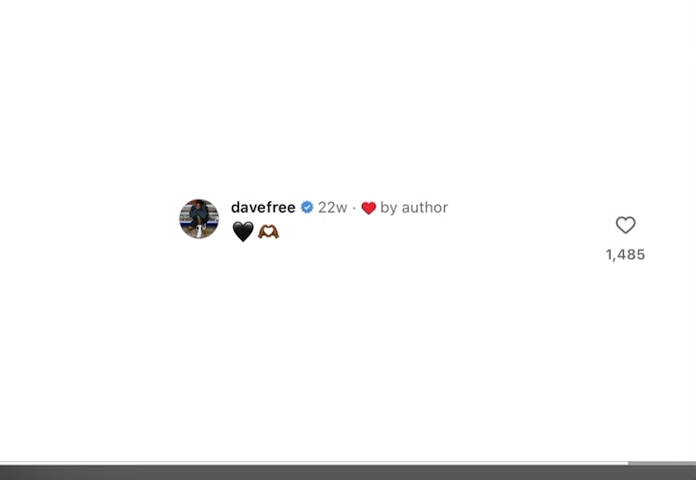 davefree 22w · ❤️ by author
🖤🫶🏾
1,485